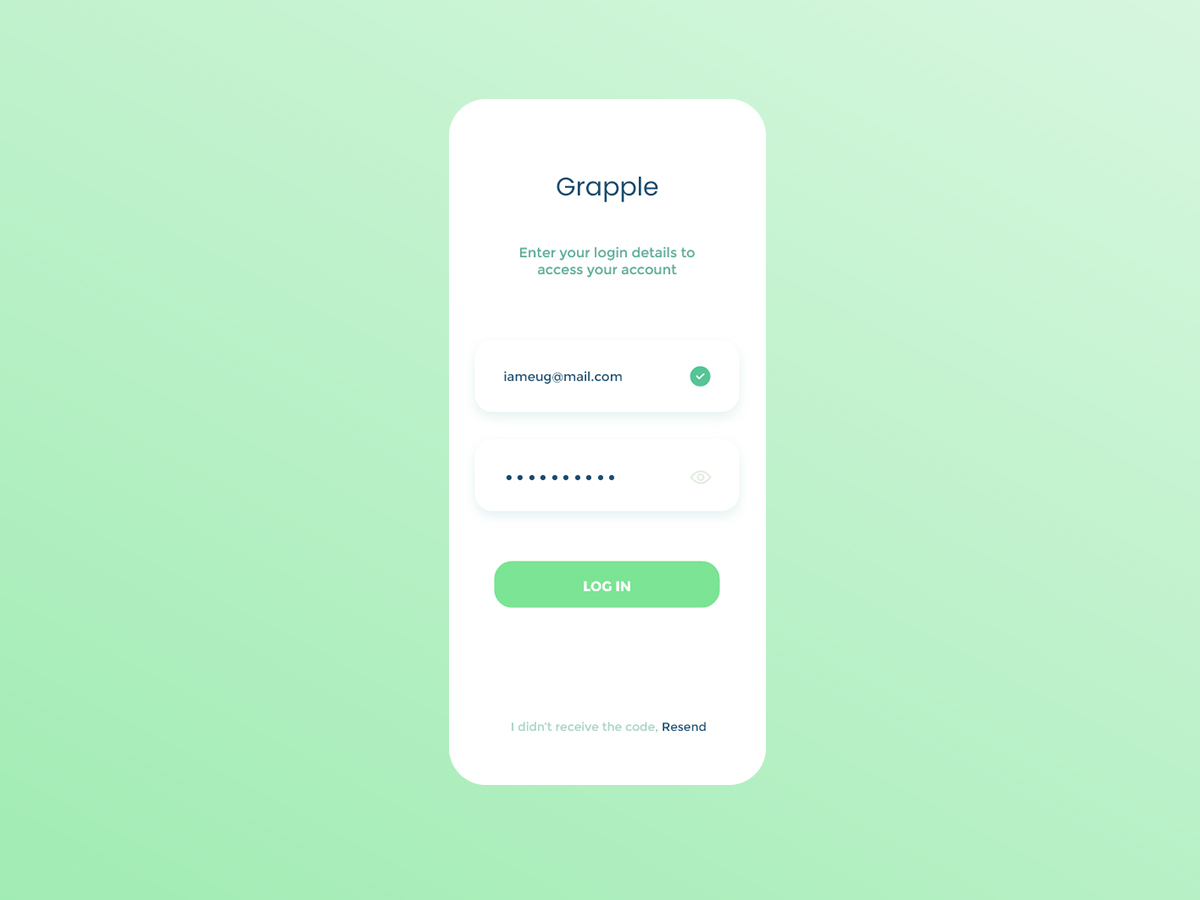 Grapple
Enter your login details to
access your account
iameug@mail.com
••••••••••
LOG IN
I didn't receive the code, Resend